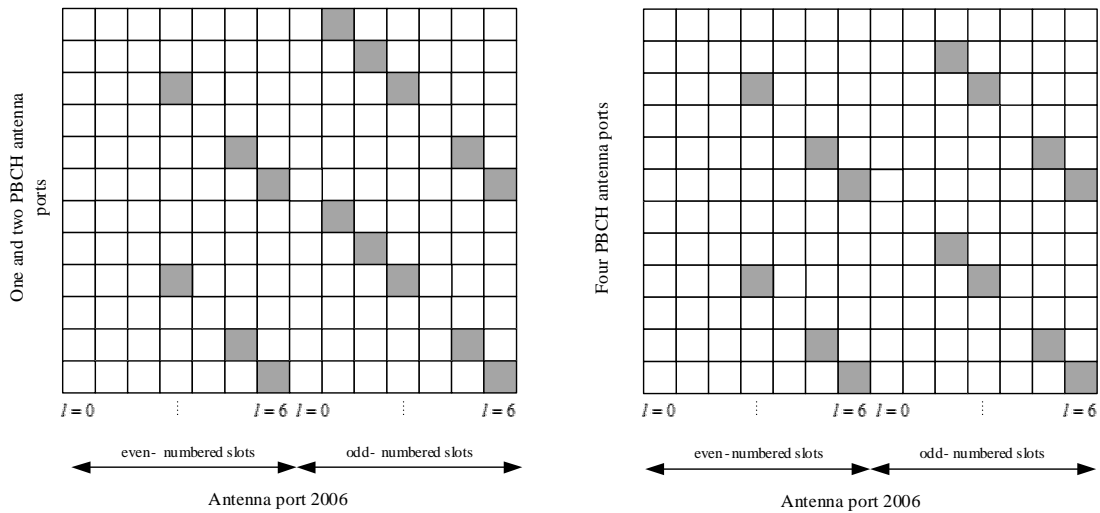 One and two PBCH antenna
ports
l = 0
⋮
l = 6
l = 0
⋮
l = 6
even- numbered slots
odd- numbered slots
Antenna port 2006
Four PBCH antenna ports
l = 0
⋮
l = 6
l = 0
⋮
l = 6
even-numbered slots
odd- numbered slots
Antenna port 2006